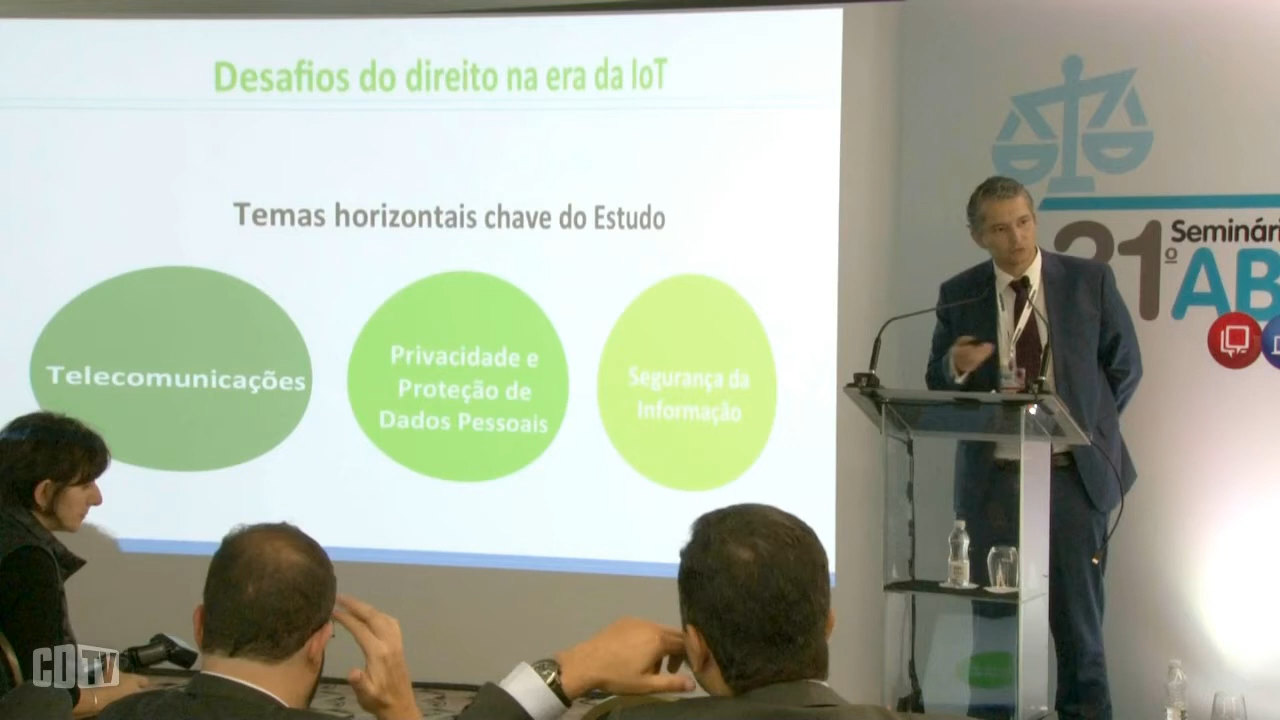 Desafios do direito na era da IoT
Temas horizontais chave do Estudo
Telecomunicações
Privacidade e
Proteção de
Dados Pessoais
Segurança da
Informação
21º
Seminári
AB
CDTV